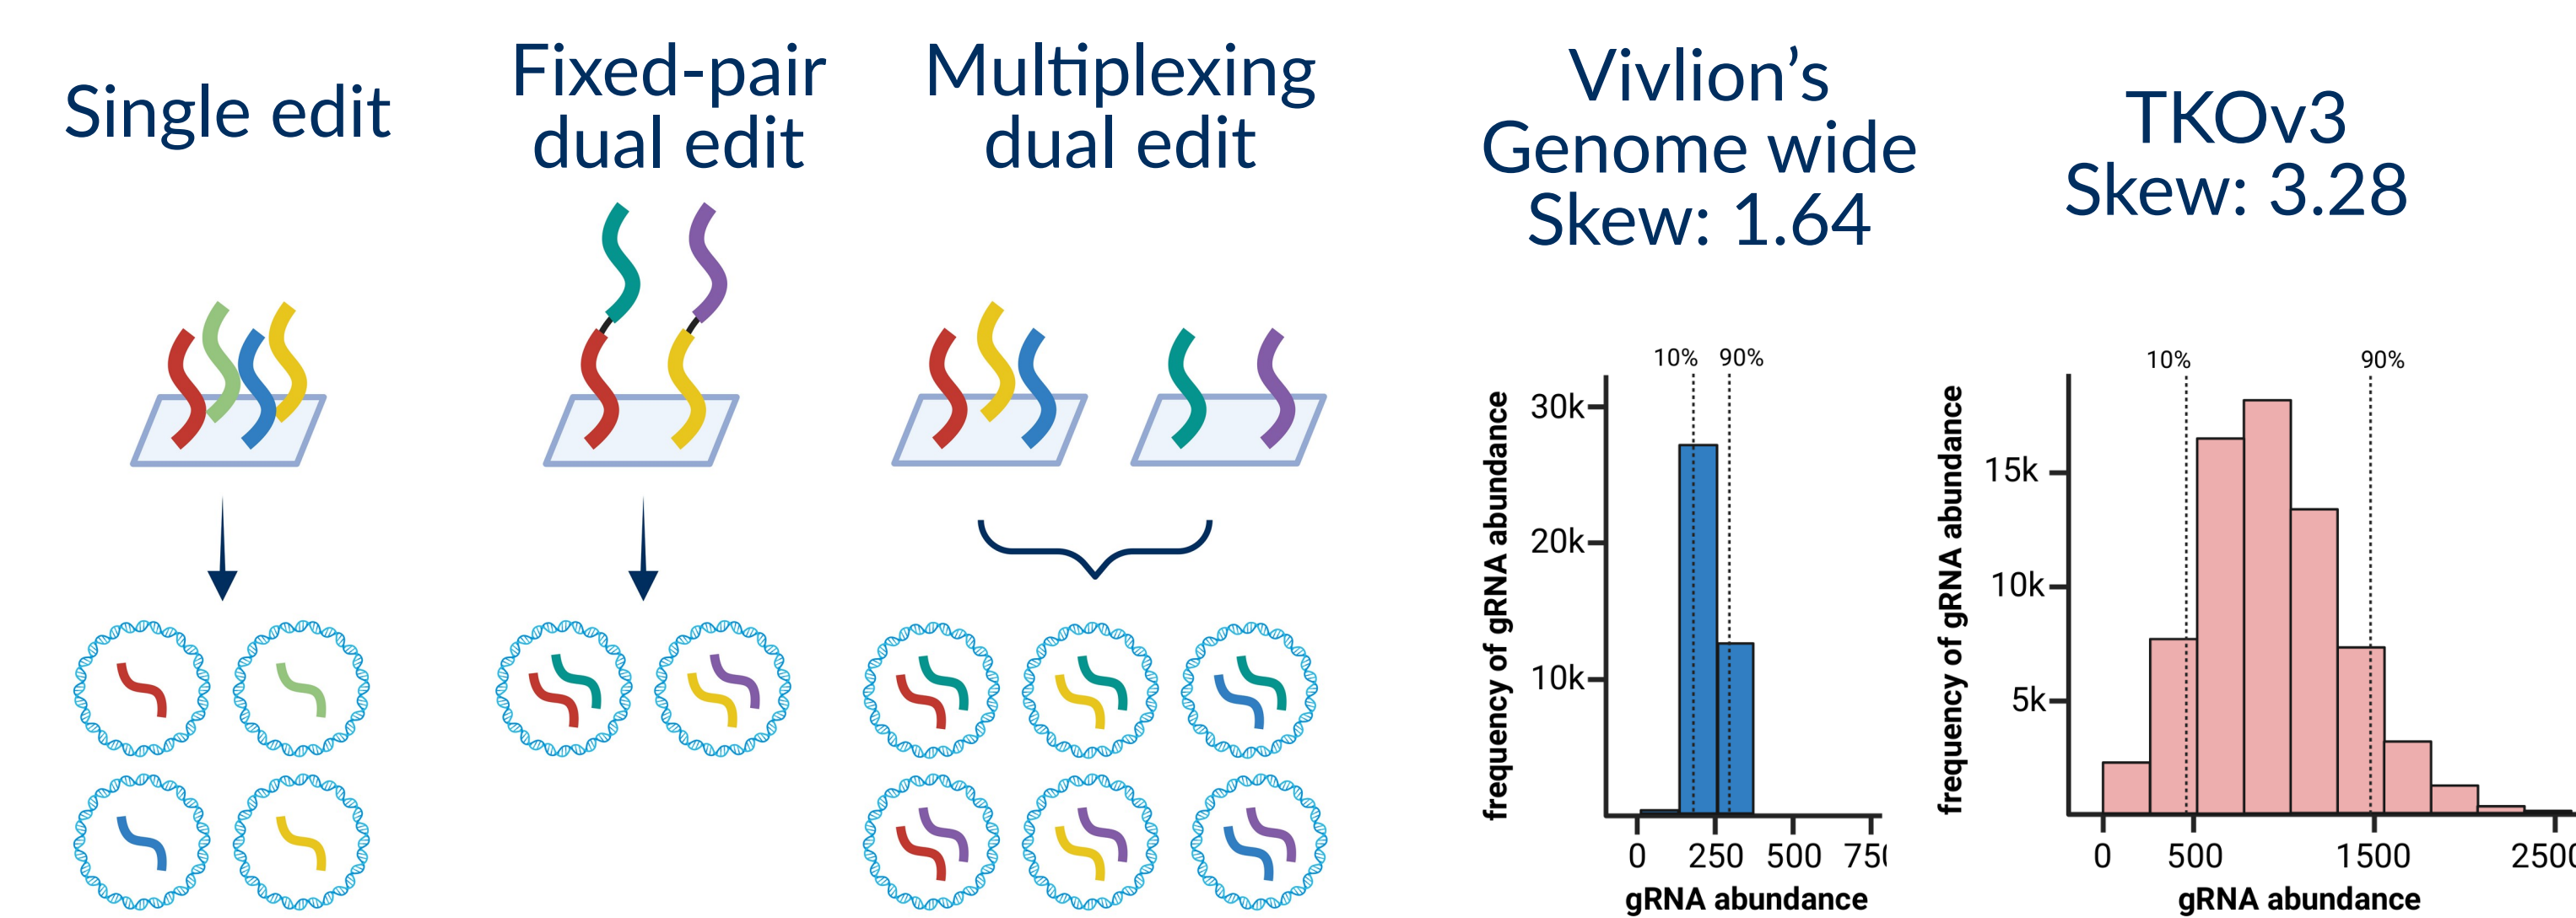 Single edit
Fixed-pair
dual edit
Multiplexing
dual edit
Vivlion’s
Genome wide
Skew: 1.64
TKOv3
Skew: 3.28
10% 90%
frequency of gRNA abundance
30k
20k
10k
0 250 500 750
gRNA abundance
10% 90%
frequency of gRNA abundance
15k
10k
5k
0 500 1500 2500
gRNA abundance